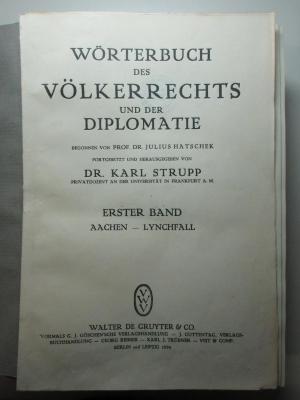 WÖRTERBUCH
DES
VÖLKERRECHTS
UND DER
DIPLOMATIE
BEGONNEN VON PROF. DR. JULIUS HATSCHEK
FORTGESETZT UND HERAUSGEGEBEN VON
DR. KARL STRUPP
PRIVATDOZENT AN DER UNIVERSITÄT IN FRANKFURT A. M.
ERSTER BAND
AACHEN — LYNCHFALL
W
V
WALTER DE GRUYTER & CO.
VORMALS G. J. GÖSCHEN'SCHE VERLAGSHANDLUNG — J. GUTTENTAG, VERLAGS-
BUCHHANDLUNG — GEORG REIMER — KARL J. TRÜBNER — VEIT & COMP.
BERLIN und LEIPZIG